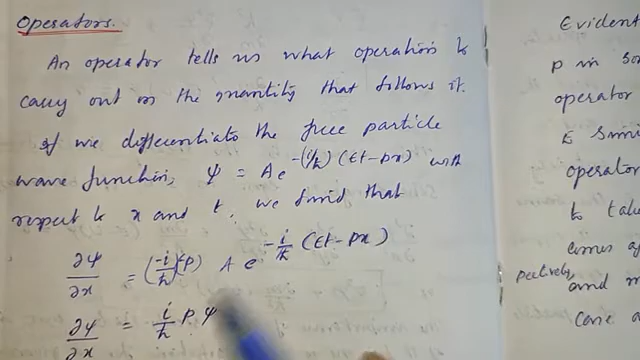 Operators.
An operator tells us what operation to
carry out on the quantity that follows it.
If we differentiate the free particle
wave function, ψ = A e^{-(i/ħ)(Et-px)} with
respect to x and t, we find that
∂ψ/∂x = (-i/ħ)(-p) A e^{-i/ħ (Et-px)}
∂ψ/∂x = i/ħ p ψ
Evident
p in som
operator
E simi
operator
to take
comes a
pectively and m
Case a